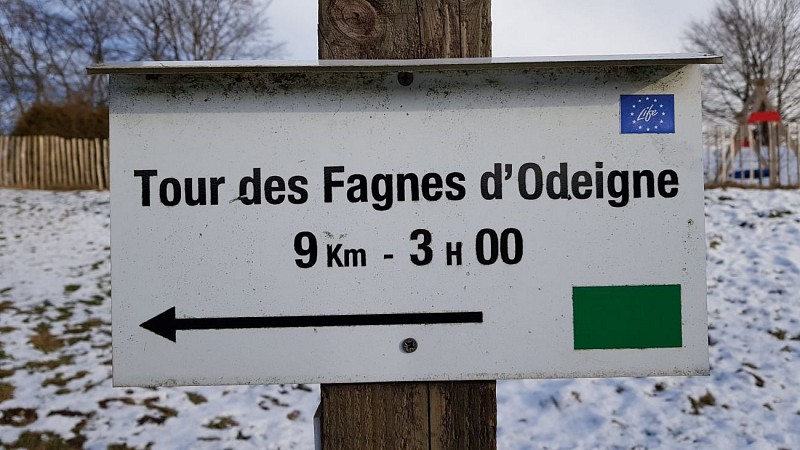 Life
Tour des Fagnes d'Odeigne
9 Km - 3 H 00